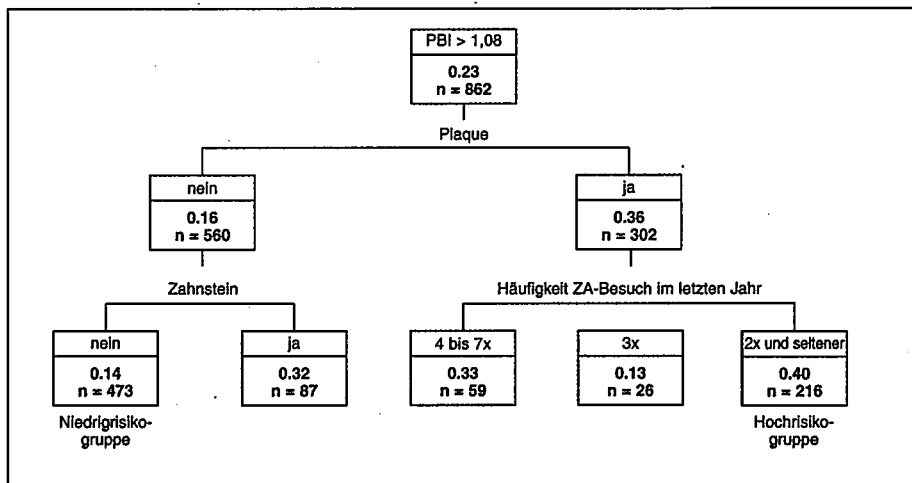 PBI > 1,08
0.23
n = 862
Plaque
nein
0.16
n = 560
ja
0.36
n = 302
Zahnstein
Häufigkeit ZA-Besuch im letzten Jahr
nein
0.14
n = 473
ja
0.32
n = 87
4 bis 7x
0.33
n = 59
3x
0.13
n = 26
2x und seltener
0.40
n = 216
Niedrigrisiko-
gruppe
Hochrisiko-
gruppe